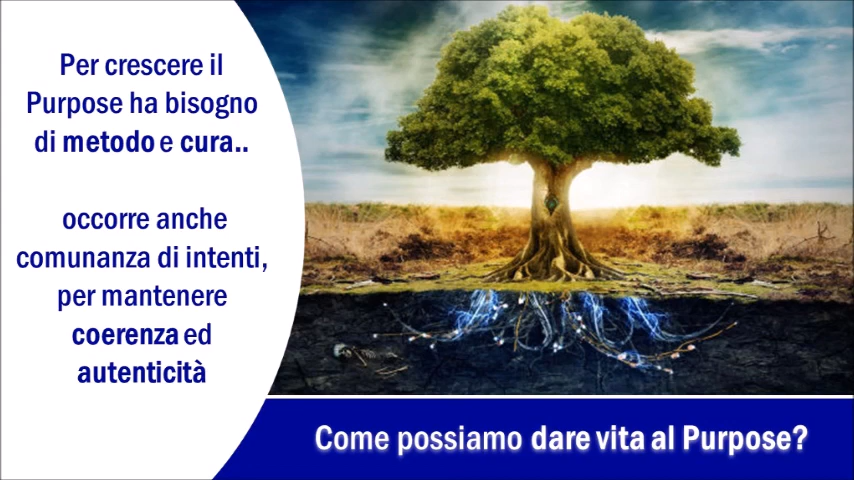 Per crescere il
Purpose ha bisogno
di metodo e cura..
occorre anche
comunanza di intenti,
per mantenere
coerenza ed
autenticità
Come possiamo dare vita al Purpose?